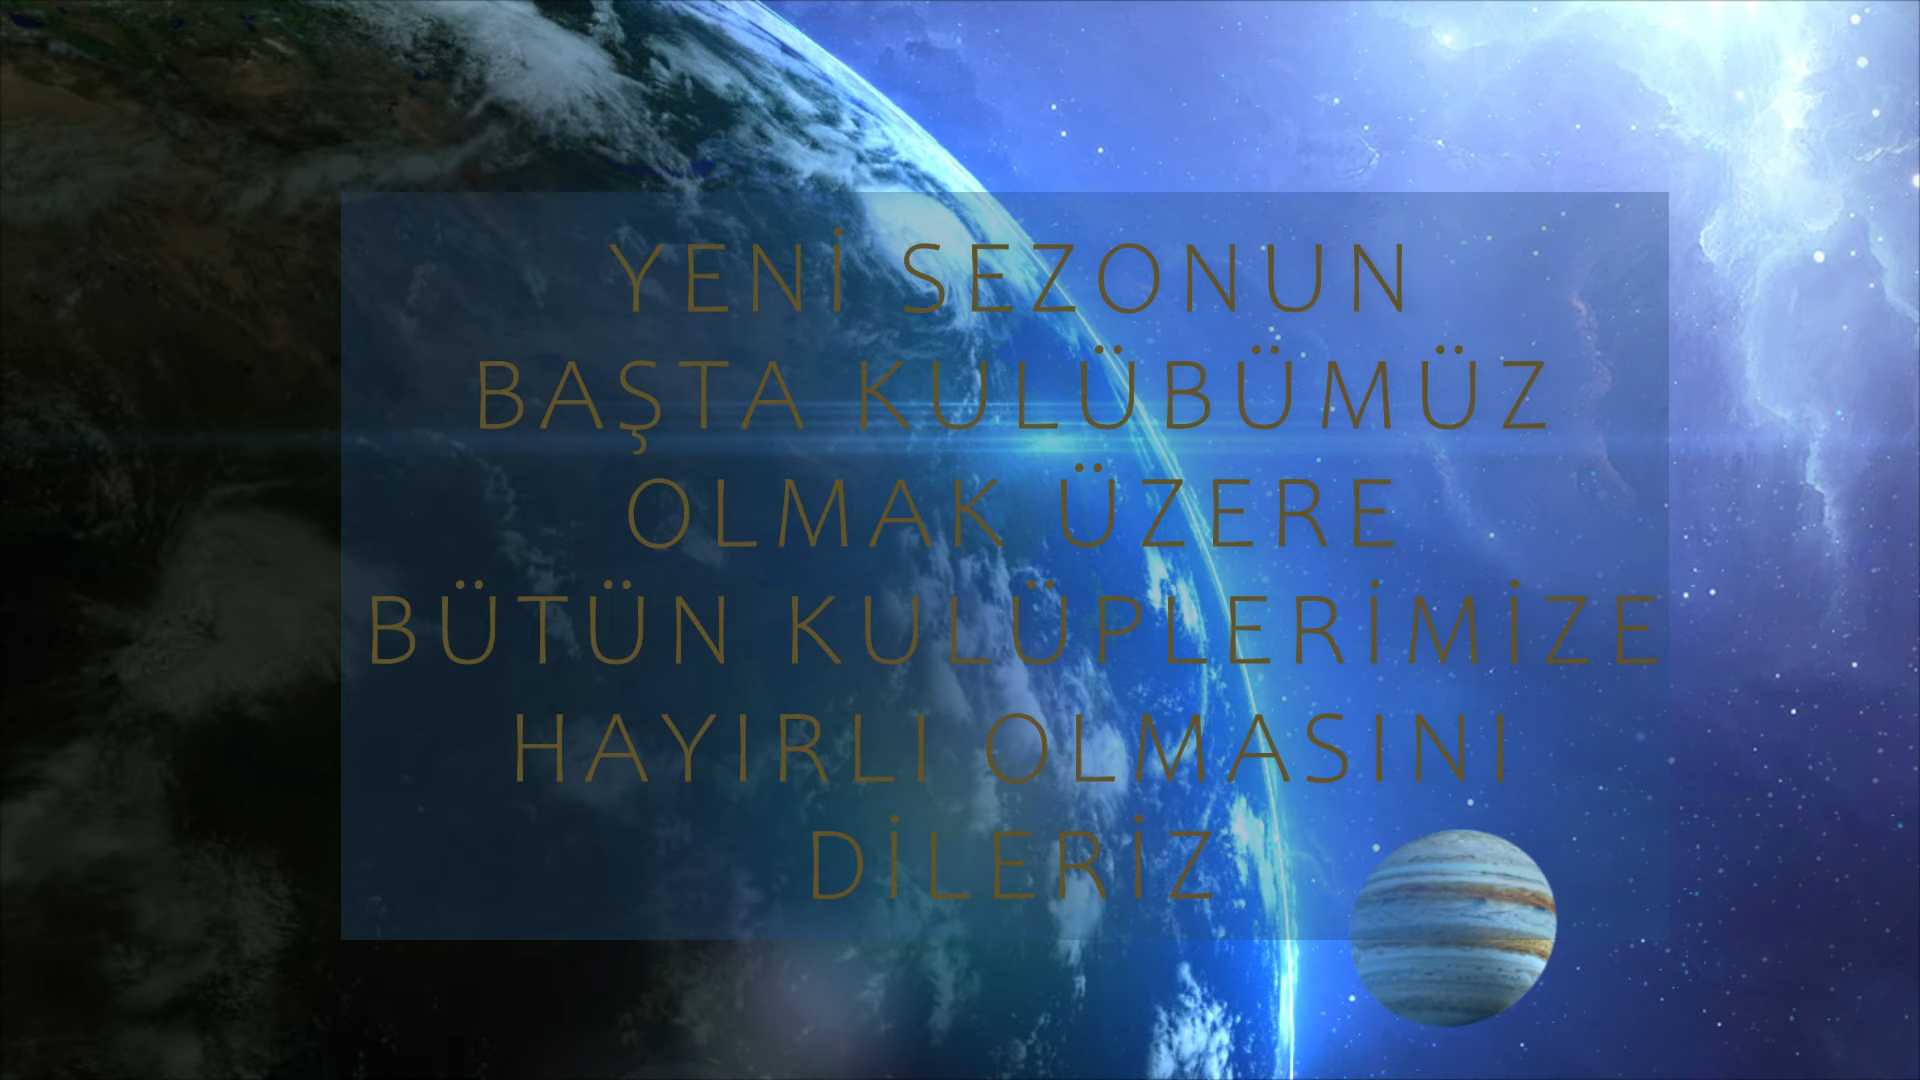 YENİ SEZONUN
BAŞTA KULÜBÜMÜZ
OLMAK ÜZERE
BÜTÜN KULÜPLERİMİZE
HAYIRLI OLMASINI
DİLERİZ